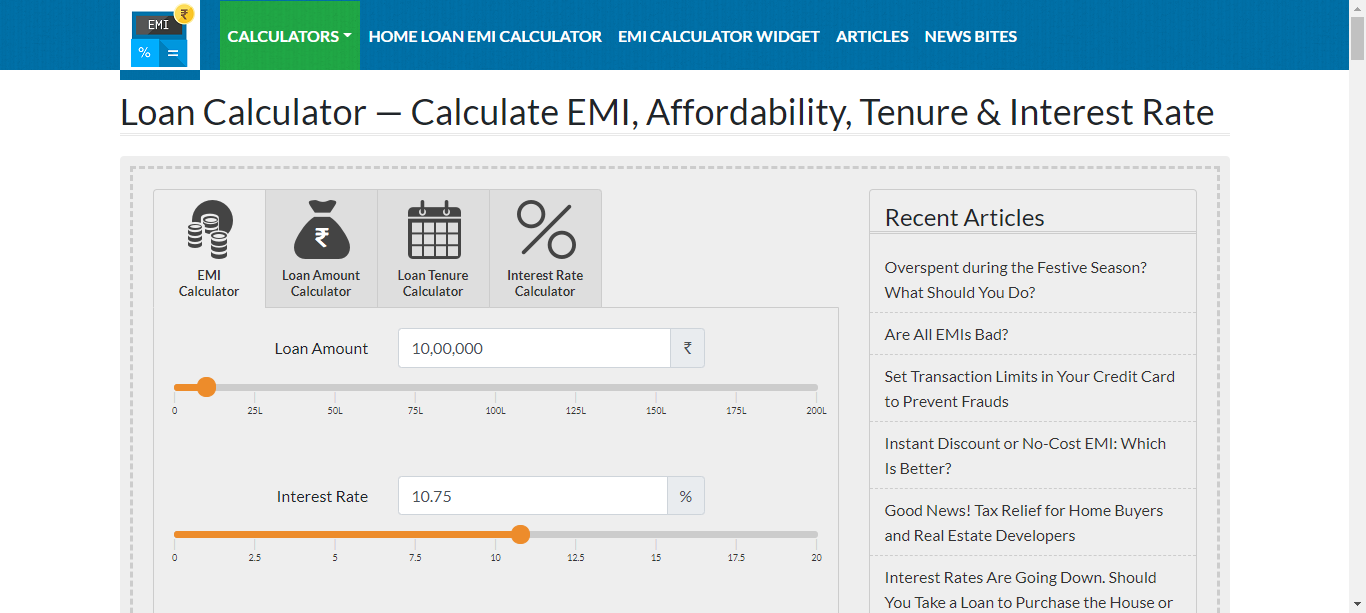 EMI ₹
% =
CALCULATORS HOME LOAN EMI CALCULATOR EMI CALCULATOR WIDGET ARTICLES NEWS BITES
Loan Calculator — Calculate EMI, Affordability, Tenure & Interest Rate
EMI
Calculator
₹
Loan Amount
Calculator
Loan Tenure
Calculator
Interest Rate
Calculator
Loan Amount 10,00,000 ₹
0 25L 50L 75L 100L 125L 150L 175L 200L
Interest Rate 10.75 %
0 2.5 5 7.5 10 12.5 15 17.5 20
Recent Articles
Overspent during the Festive Season?
What Should You Do?
Are All EMIs Bad?
Set Transaction Limits in Your Credit Card
to Prevent Frauds
Instant Discount or No-Cost EMI: Which
Is Better?
Good News! Tax Relief for Home Buyers
and Real Estate Developers
Interest Rates Are Going Down. Should
You Take a Loan to Purchase the House or